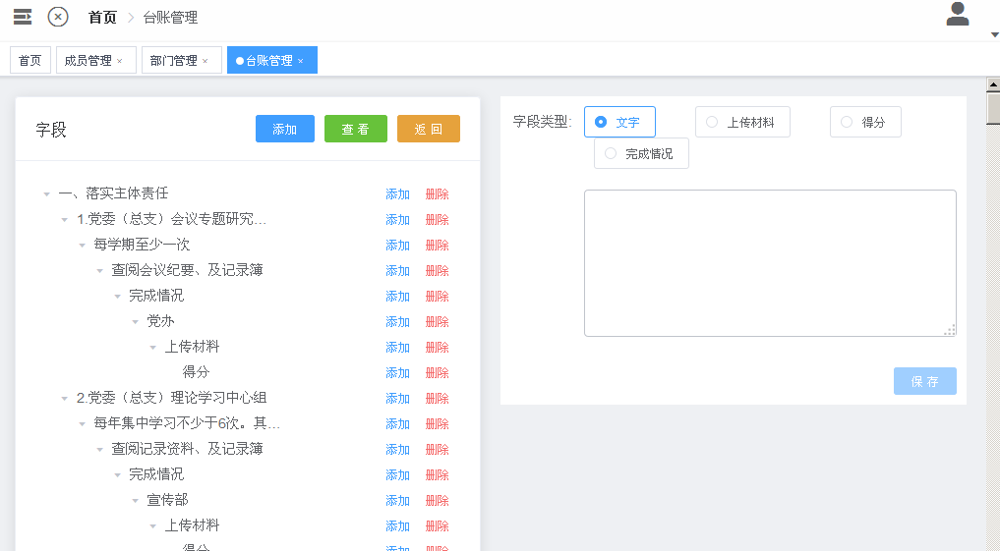 首页 台账管理
首页 成员管理 × 部门管理 × 台账管理 ×
字段 添加 查 看 返 回
一、落实主体责任 添加 删除
1.党委（总支）会议专题研究... 添加 删除
每学期至少一次 添加 删除
查阅会议纪要、及记录簿 添加 删除
完成情况 添加 删除
党办 添加 删除
上传材料 添加 删除
得分 添加 删除
2.党委（总支）理论学习中心组 添加 删除
每年集中学习不少于6次。其... 添加 删除
查阅记录资料、及记录簿 添加 删除
完成情况 添加 删除
宣传部 添加 删除
上传材料 添加 删除
得分 添加 删除
字段类型: 文字 上传材料 得分
完成情况
保 存